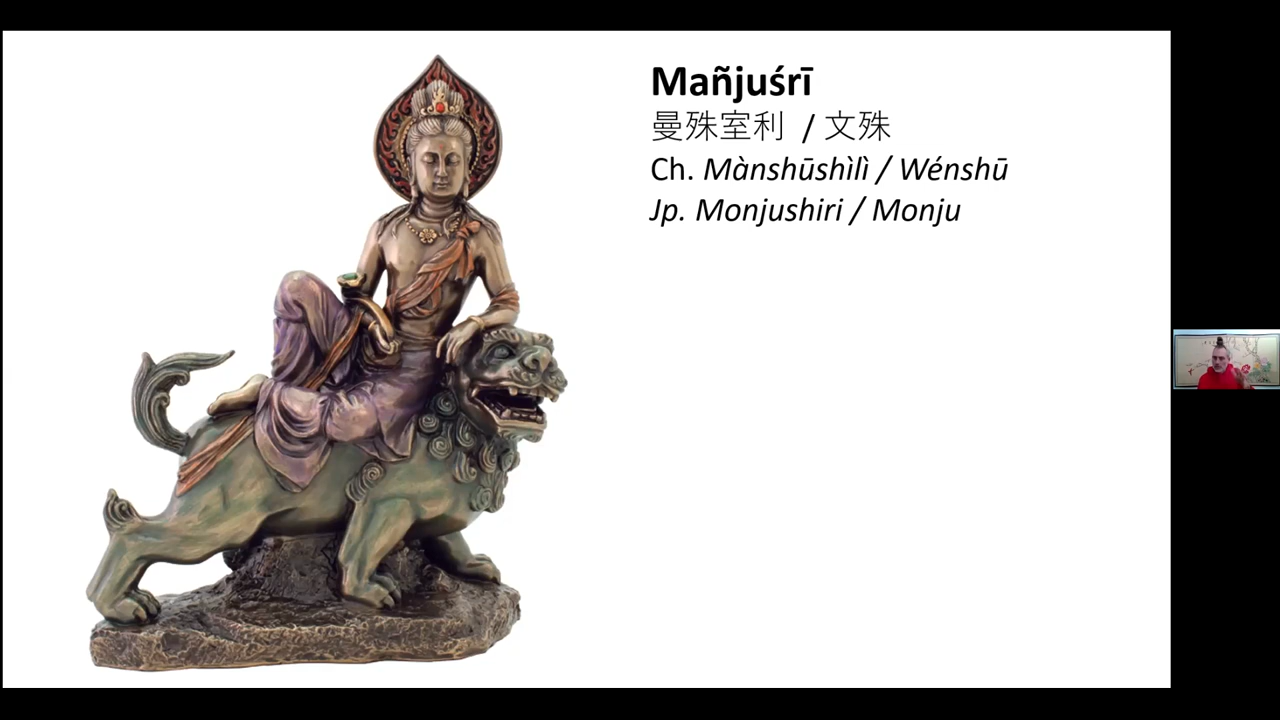 Mañjuśrī
曼殊室利 / 文殊
Ch. Mànshūshìlì / Wénshū
Jp. Monjushiri / Monju